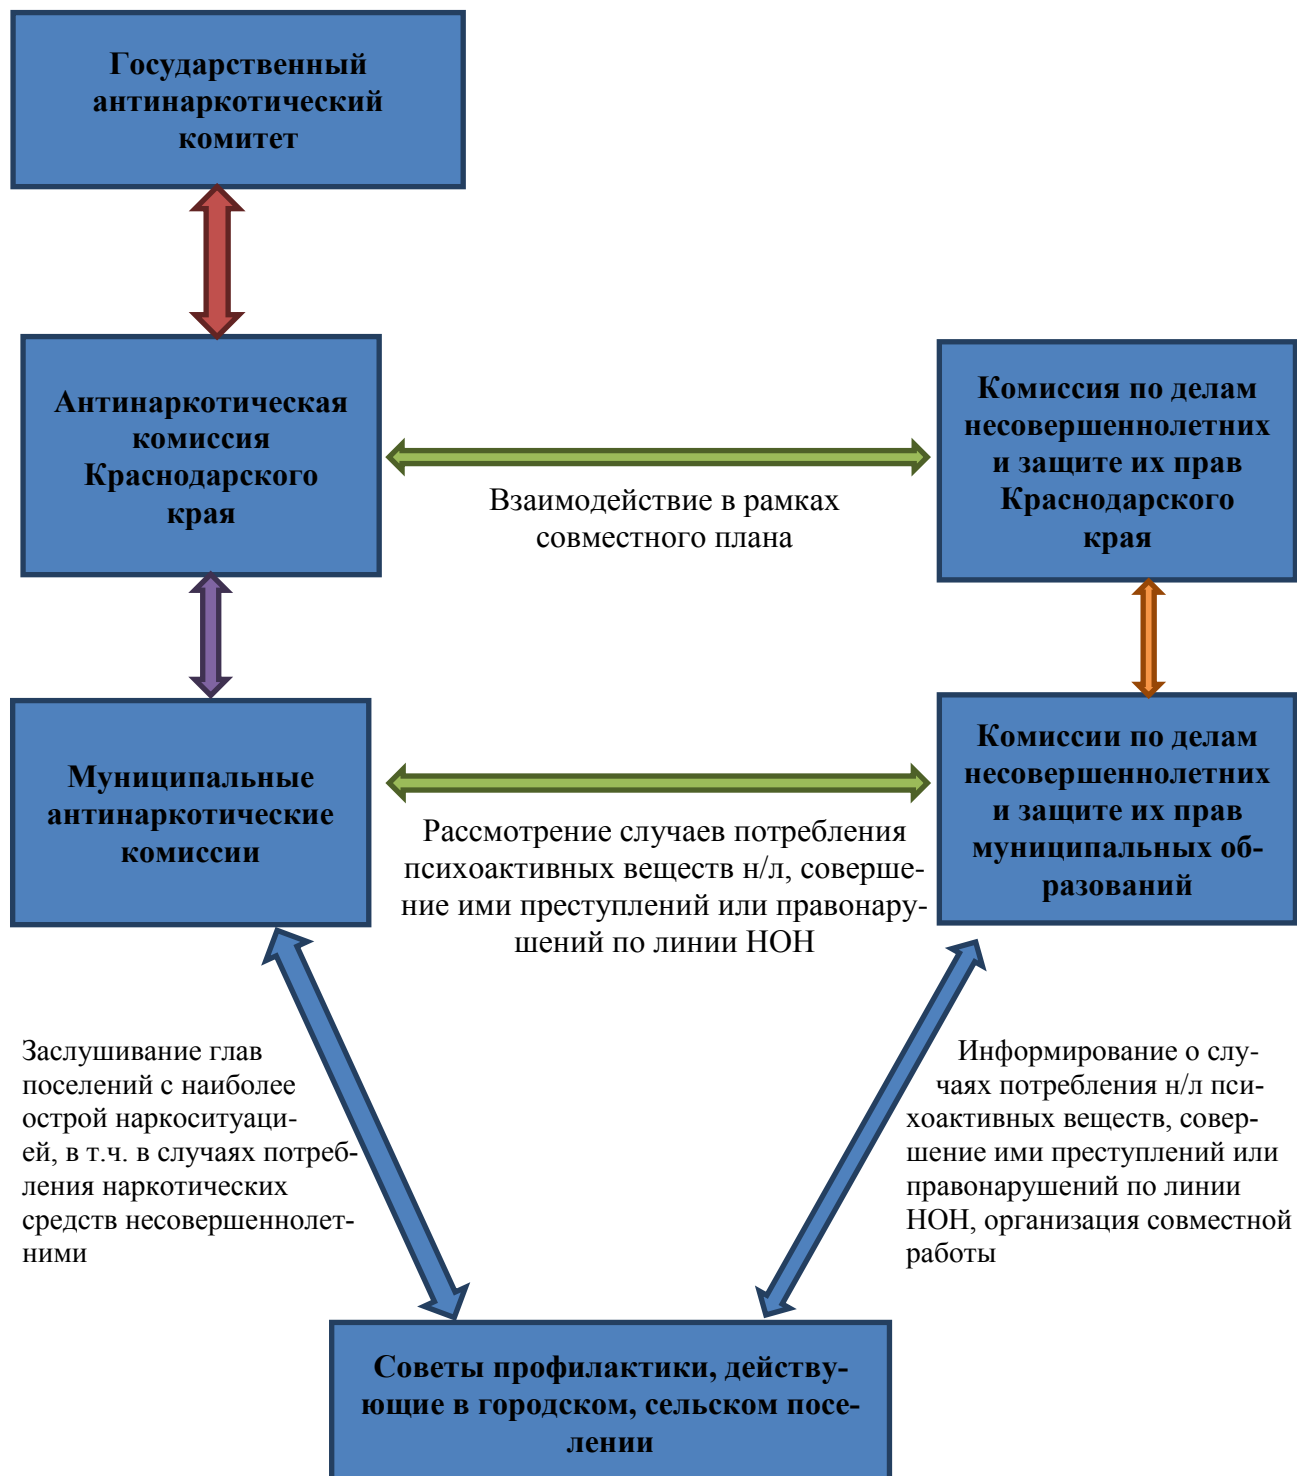 Государственный
антинаркотический
комитет
Антинаркотическая
комиссия
Краснодарского
края
Комиссия по делам
несовершеннолетних
и защите их прав
Краснодарского
края
Взаимодействие в рамках
совместного плана
Муниципальные
антинаркотические
комиссии
Комиссии по делам
несовершеннолетних
и защите их прав
муниципальных об-
разований
Рассмотрение случаев потребления
психоактивных веществ н/л, соверше-
ние ими преступлений или правонару-
шений по линии НОН
Заслушивание глав
поселений с наиболее
острой наркоситуаци-
ей, в т.ч. в случаях потреб-
ления наркотических
средств несовершеннолет-
ними
Информирование о слу-
чаях потребления н/л пси-
хоактивных веществ, совер-
шение ими преступлений или
правонарушений по линии
НОН, организация совместной
работы
Советы профилактики, действу-
ющие в городском, сельском посе-
лении